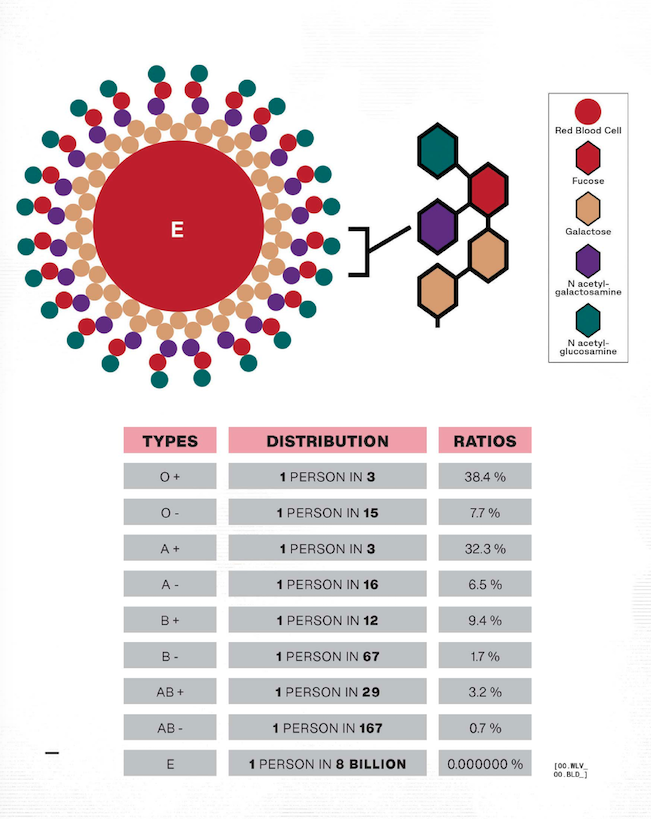 E
Red Blood Cell
Fucose
Galactose
N acetyl-
galactosamine
N acetyl-
glucosamine
TYPES DISTRIBUTION RATIOS
O + 1 PERSON IN 3 38.4 %
O - 1 PERSON IN 15 7.7 %
A + 1 PERSON IN 3 32.3 %
A - 1 PERSON IN 16 6.5 %
B + 1 PERSON IN 12 9.4 %
B - 1 PERSON IN 67 1.7 %
AB + 1 PERSON IN 29 3.2 %
AB - 1 PERSON IN 167 0.7 %
E 1 PERSON IN 8 BILLION 0.000000 %
[00.WLV_
00.BLD_]